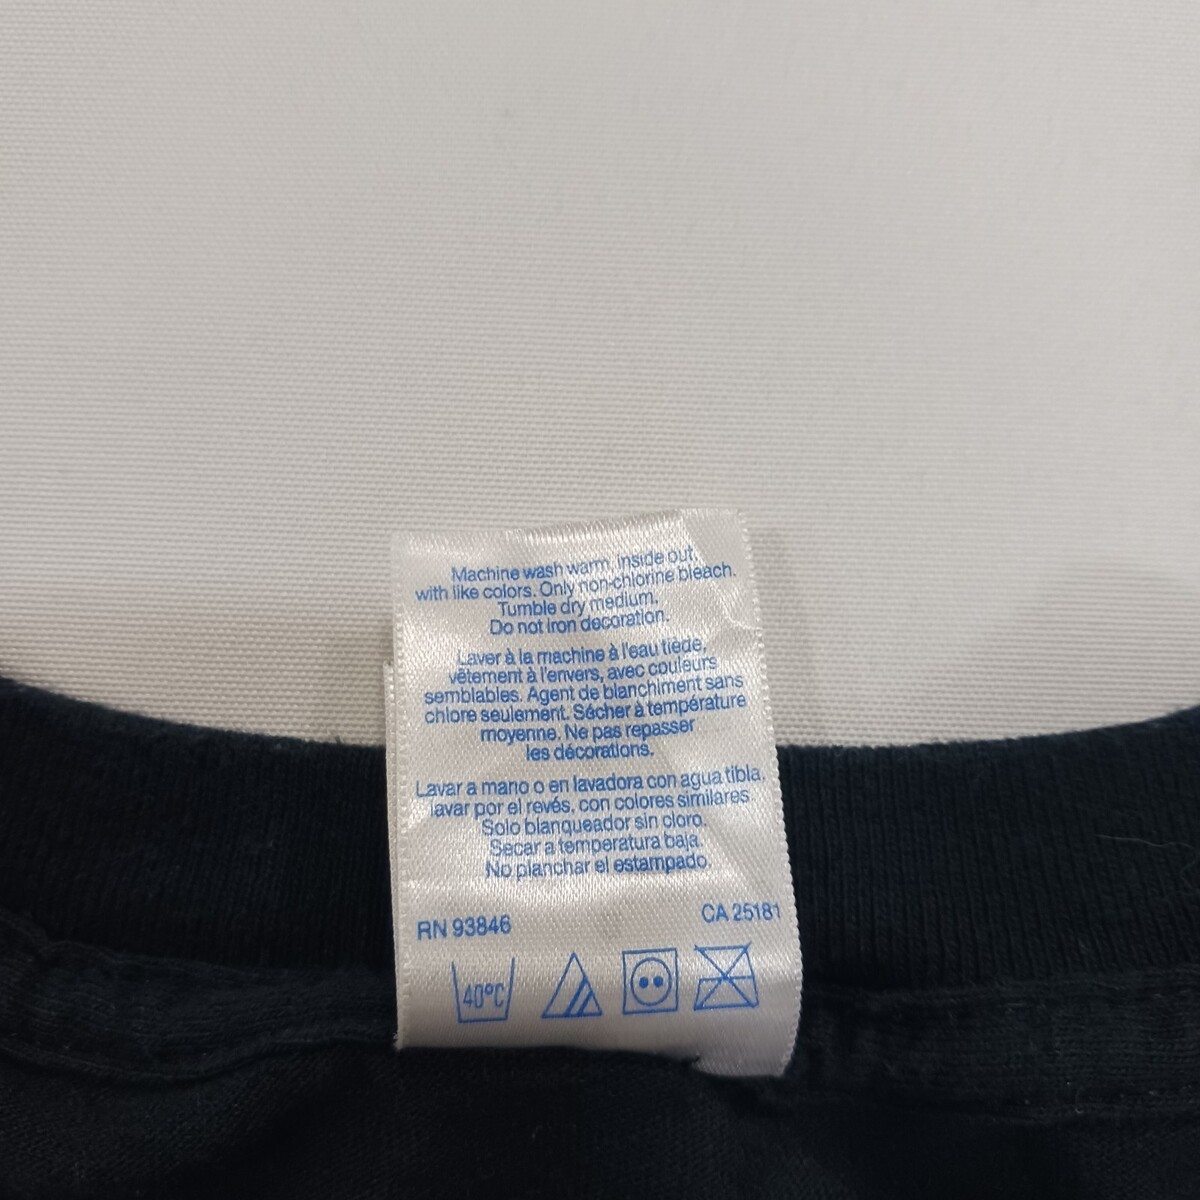 Machine wash warm, inside out,
with like colors. Only non-chlorine bleach.
Tumble dry medium.
Do not iron decoration.
Laver à la machine à l'eau tiède,
vêtement à l'envers, avec couleurs
semblables. Agent de blanchiment sans
chlore seulement. Sécher à température
moyenne. Ne pas repasser
les décorations.
Lavar a mano o en lavadora con agua tibla.
lavar por el revés, con colores similares
Solo blanqueador sin cloro.
Secar a temperatura baja.
No planchar el estampado.
RN 93846 CA 25181
40°C